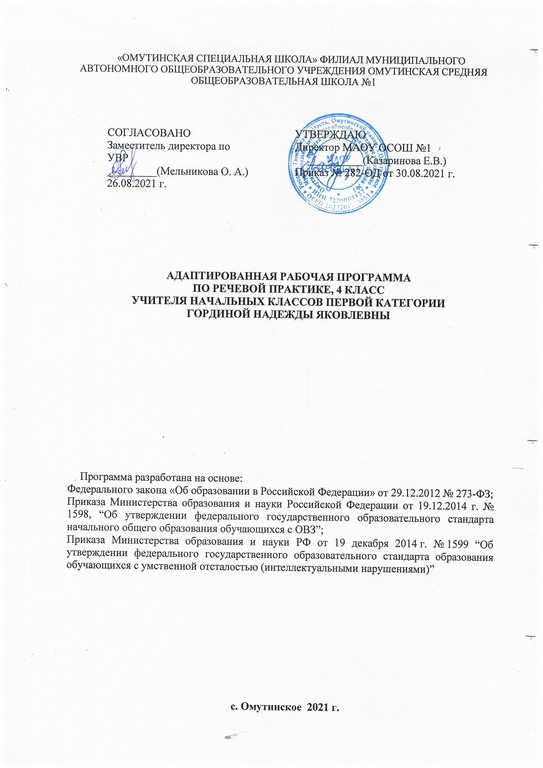 «ОМУТИНСКАЯ СПЕЦИАЛЬНАЯ ШКОЛА» ФИЛИАЛ МУНИЦИПАЛЬНОГО
АВТОНОМНОГО ОБЩЕОБРАЗОВАТЕЛЬНОГО УЧРЕЖДЕНИЯ ОМУТИНСКАЯ СРЕДНЯЯ
ОБЩЕОБРАЗОВАТЕЛЬНАЯ ШКОЛА №1
СОГЛАСОВАНО
Заместитель директора по
УВР
_________(Мельникова О. А.)
26.08.2021 г.
УТВЕРЖДАЮ
Директор МАОУ ОСОШ №1
(Казаринова Е.В.)
Приказ № 282-ОД от 30.08.2021 г.
АДАПТИРОВАННАЯ РАБОЧАЯ ПРОГРАММА
ПО РЕЧЕВОЙ ПРАКТИКЕ, 4 КЛАСС
УЧИТЕЛЯ НАЧАЛЬНЫХ КЛАССОВ ПЕРВОЙ КАТЕГОРИИ
ГОРДИНОЙ НАДЕЖДЫ ЯКОВЛЕВНЫ
Программа разработана на основе:
Федерального закона «Об образовании в Российской Федерации» от 29.12.2012 № 273-ФЗ;
Приказа Министерства образования и науки Российской Федерации от 19.12.2014 г. №
1598, “Об утверждении федерального государственного образовательного стандарта
начального общего образования обучающихся с ОВЗ”;
Приказа Министерства образования и науки РФ от 19 декабря 2014 г. № 1599 “Об
утверждении федерального государственного образовательного стандарта образования
обучающихся с умственной отсталостью (интеллектуальными нарушениями)”
с. Омутинское 2021 г.